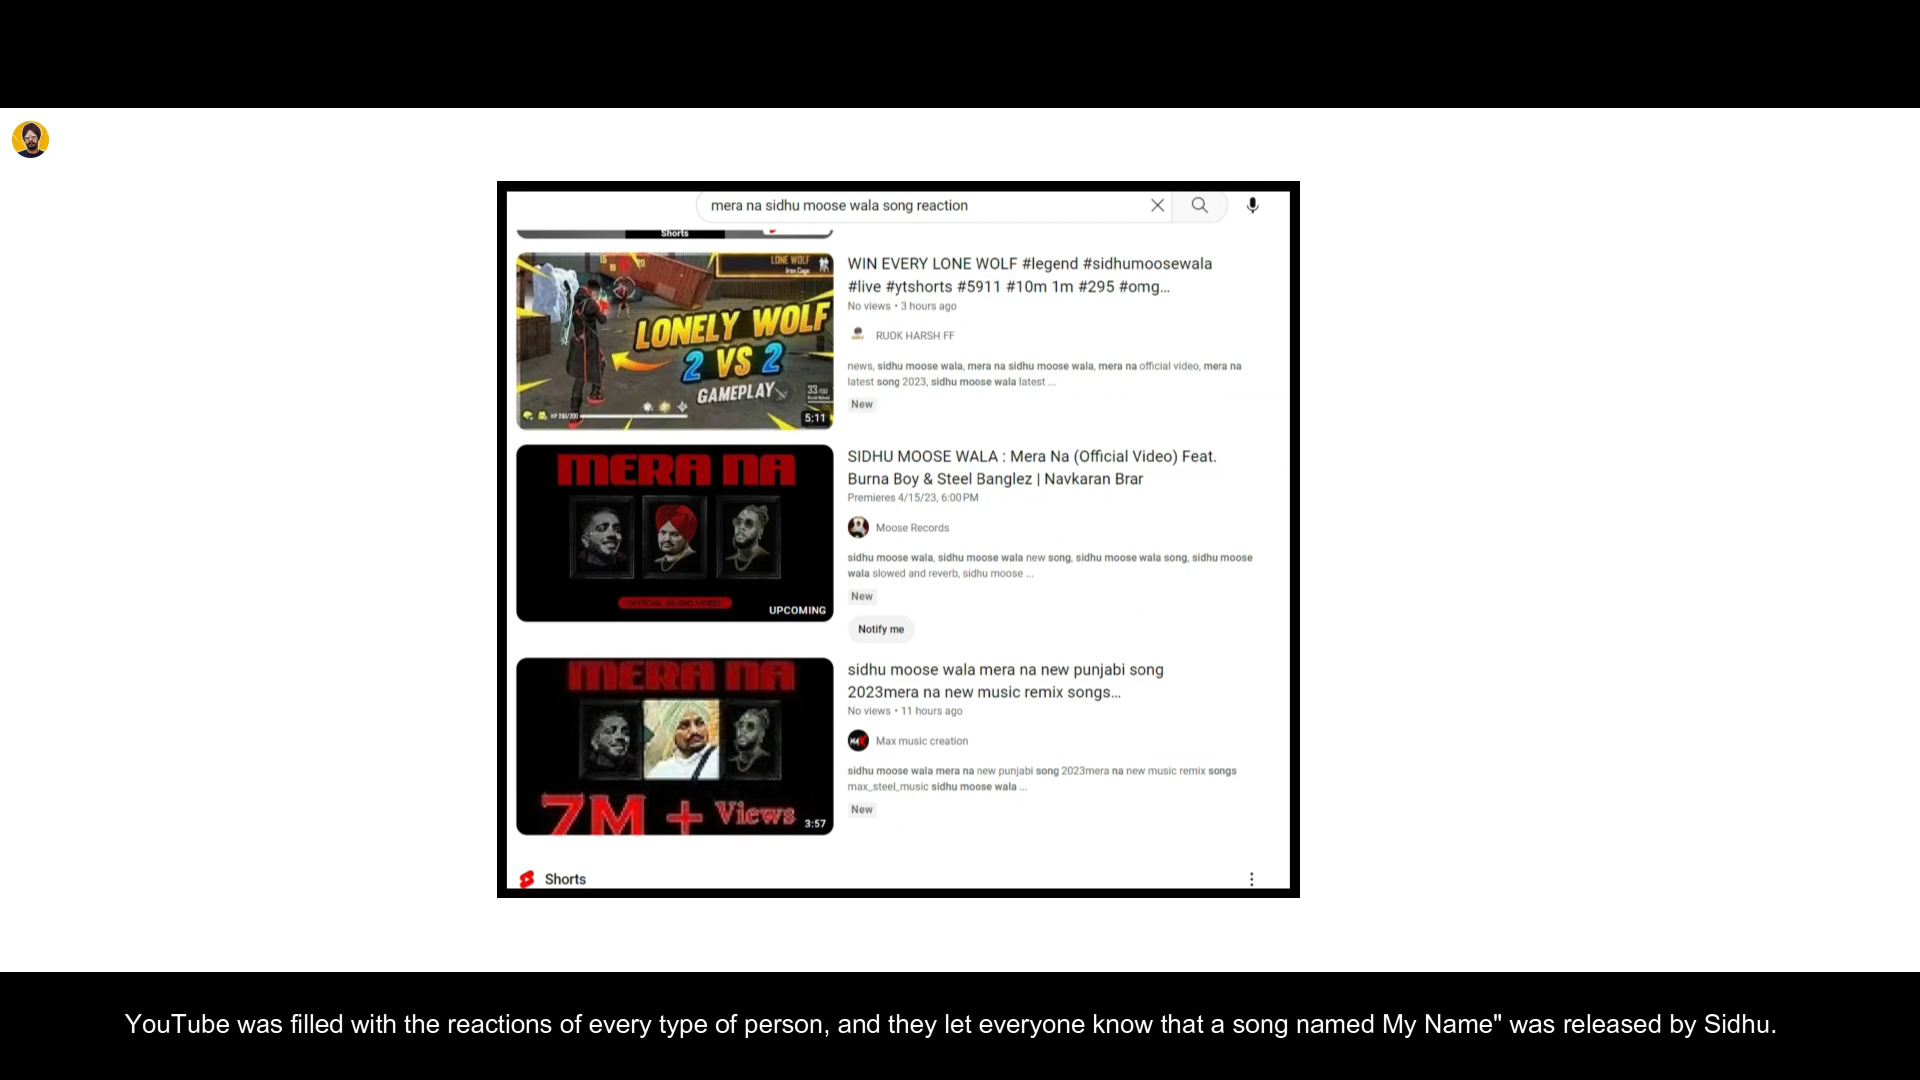 mera na sidhu moose wala song reaction
Shorts
LONE WOLF
Iron Cage
LONELY WOLF
2 VS 2
GAMEPLAY
HP 200/200
5:11
WIN EVERY LONE WOLF #legend #sidhumoosewala
#live #ytshorts #5911 #10m 1m #295 #omg...
No views • 3 hours ago
RUOK HARSH FF
news, sidhu moose wala, mera na sidhu moose wala, mera na official video, mera na
latest song 2023, sidhu moose wala latest ...
New
MERA NA
OFFICIAL MUSIC VIDEO
UPCOMING
SIDHU MOOSE WALA : Mera Na (Official Video) Feat.
Burna Boy & Steel Banglez | Navkaran Brar
Premieres 4/15/23, 6:00 PM
Moose Records
sidhu moose wala, sidhu moose wala new song, sidhu moose wala song, sidhu moose
wala slowed and reverb, sidhu moose ...
New
Notify me
MERA NA
7M + Views
3:57
sidhu moose wala mera na new punjabi song
2023mera na new music remix songs...
No views • 11 hours ago
Max music creation
sidhu moose wala mera na new punjabi song 2023mera na new music remix songs
max_steel_music sidhu moose wala ...
New
Shorts
YouTube was filled with the reactions of every type of person, and they let everyone know that a song named My Name" was released by Sidhu.